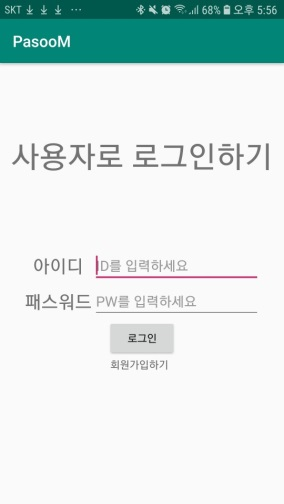 SKT 68% 오후 5:56
PasooM
사용자로 로그인하기
아이디 ID를 입력하세요
패스워드 PW를 입력하세요
로그인
회원가입하기